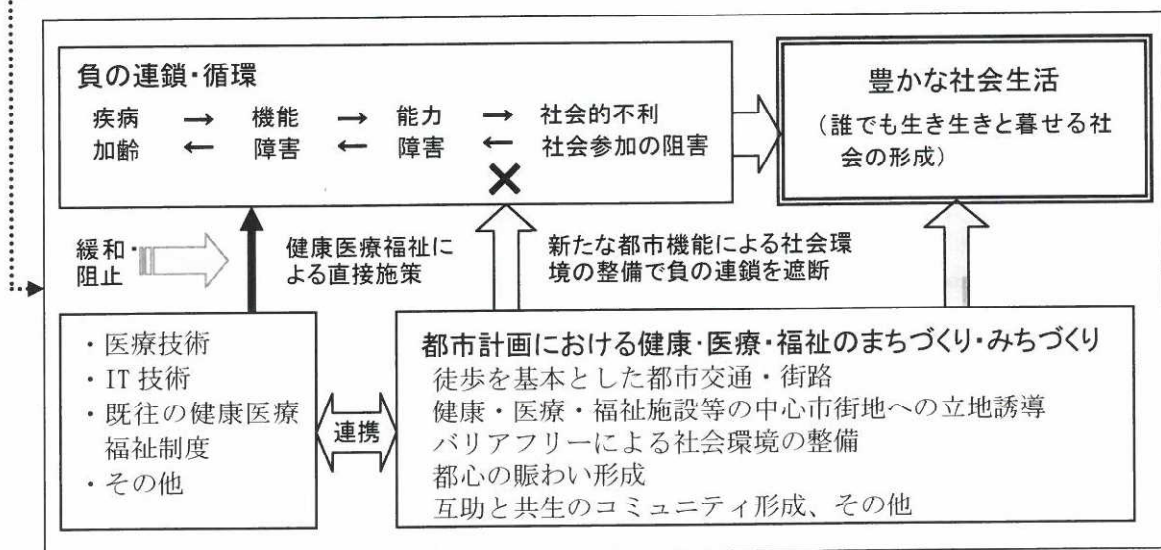 負の連鎖・循環
疾病 → 機能 → 能力 → 社会的不利
加齢 ← 障害 ← 障害 ← 社会参加の阻害
豊かな社会生活
（誰でも生き生きと暮せる社
会の形成）
緩和・
阻止
健康医療福祉に
よる直接施策
新たな都市機能による社会環
境の整備で負の連鎖を遮断
・医療技術
・IT 技術
・既往の健康医療
福祉制度
・その他
連携
都市計画における健康・医療・福祉のまちづくり・みちづくり
徒歩を基本とした都市交通・街路
健康・医療・福祉施設等の中心市街地への立地誘導
バリアフリーによる社会環境の整備
都心の賑わい形成
互助と共生のコミュニティ形成、その他